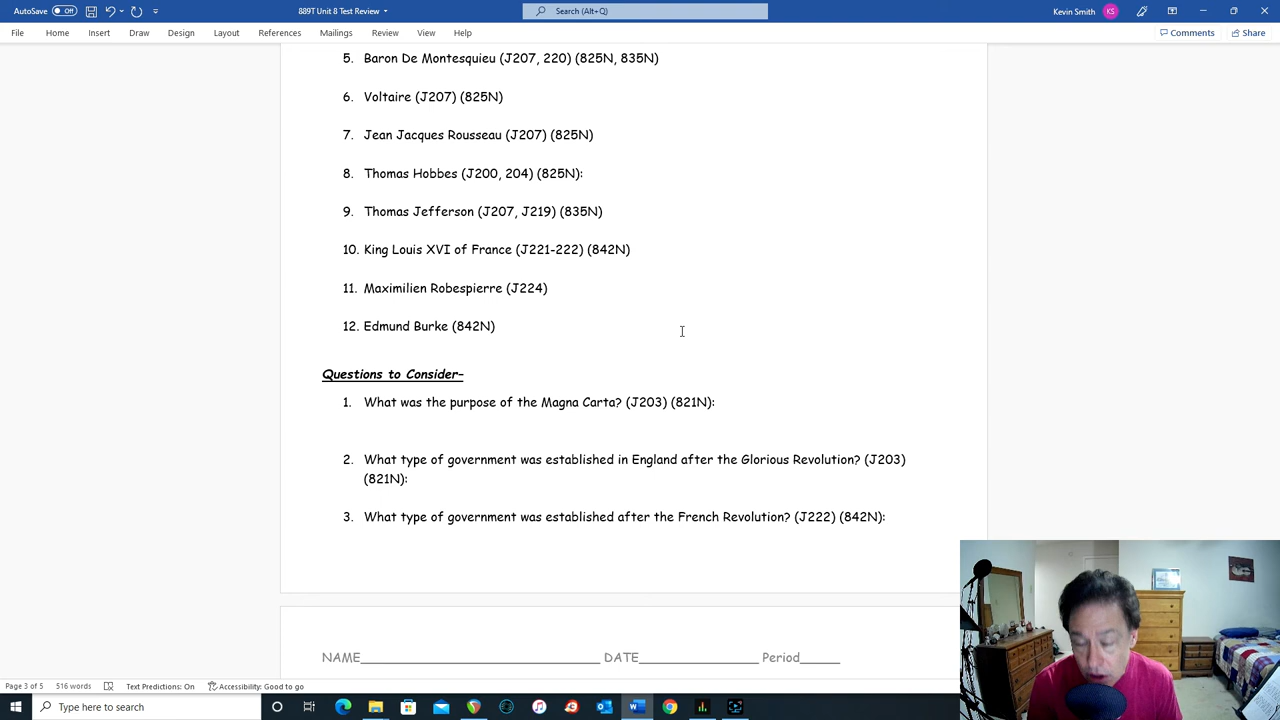 AutoSave Off 889T Unit 8 Test Review Search (Alt+Q) Kevin Smith KS
File Home Insert Draw Design Layout References Mailings Review View Help Comments Share
5. Baron De Montesquieu (J207, 220) (825N, 835N)
6. Voltaire (J207) (825N)
7. Jean Jacques Rousseau (J207) (825N)
8. Thomas Hobbes (J200, 204) (825N):
9. Thomas Jefferson (J207, J219) (835N)
10. King Louis XVI of France (J221-222) (842N)
11. Maximilien Robespierre (J224)
12. Edmund Burke (842N)
Questions to Consider-
1. What was the purpose of the Magna Carta? (J203) (821N):
2. What type of government was established in England after the Glorious Revolution? (J203)
(821N):
3. What type of government was established after the French Revolution? (J222) (842N):
NAME______________________________ DATE_______________ Period_____
Page 3 of 5 516 words Text Predictions: On Accessibility: Good to go
Type here to search